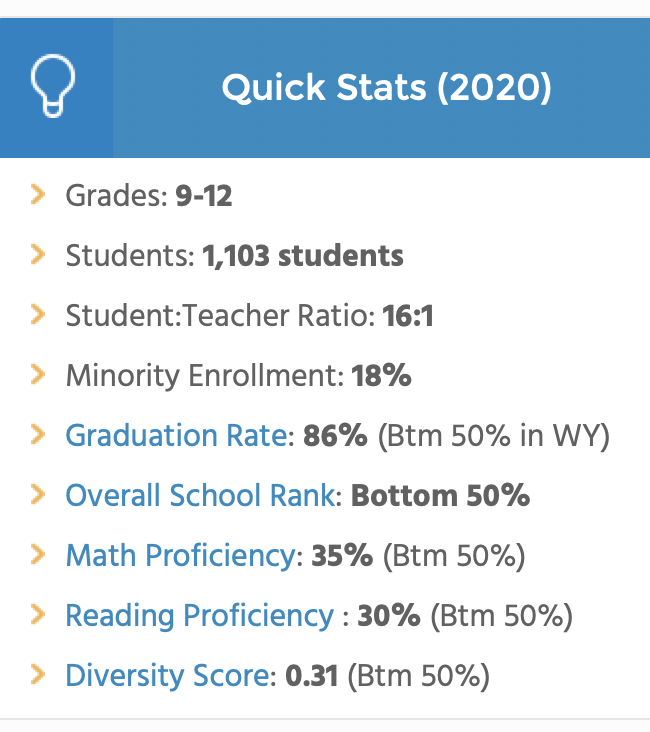 Quick Stats (2020)
Grades: 9-12
Students: 1,103 students
Student:Teacher Ratio: 16:1
Minority Enrollment: 18%
Graduation Rate: 86% (Btm 50% in WY)
Overall School Rank: Bottom 50%
Math Proficiency: 35% (Btm 50%)
Reading Proficiency : 30% (Btm 50%)
Diversity Score: 0.31 (Btm 50%)